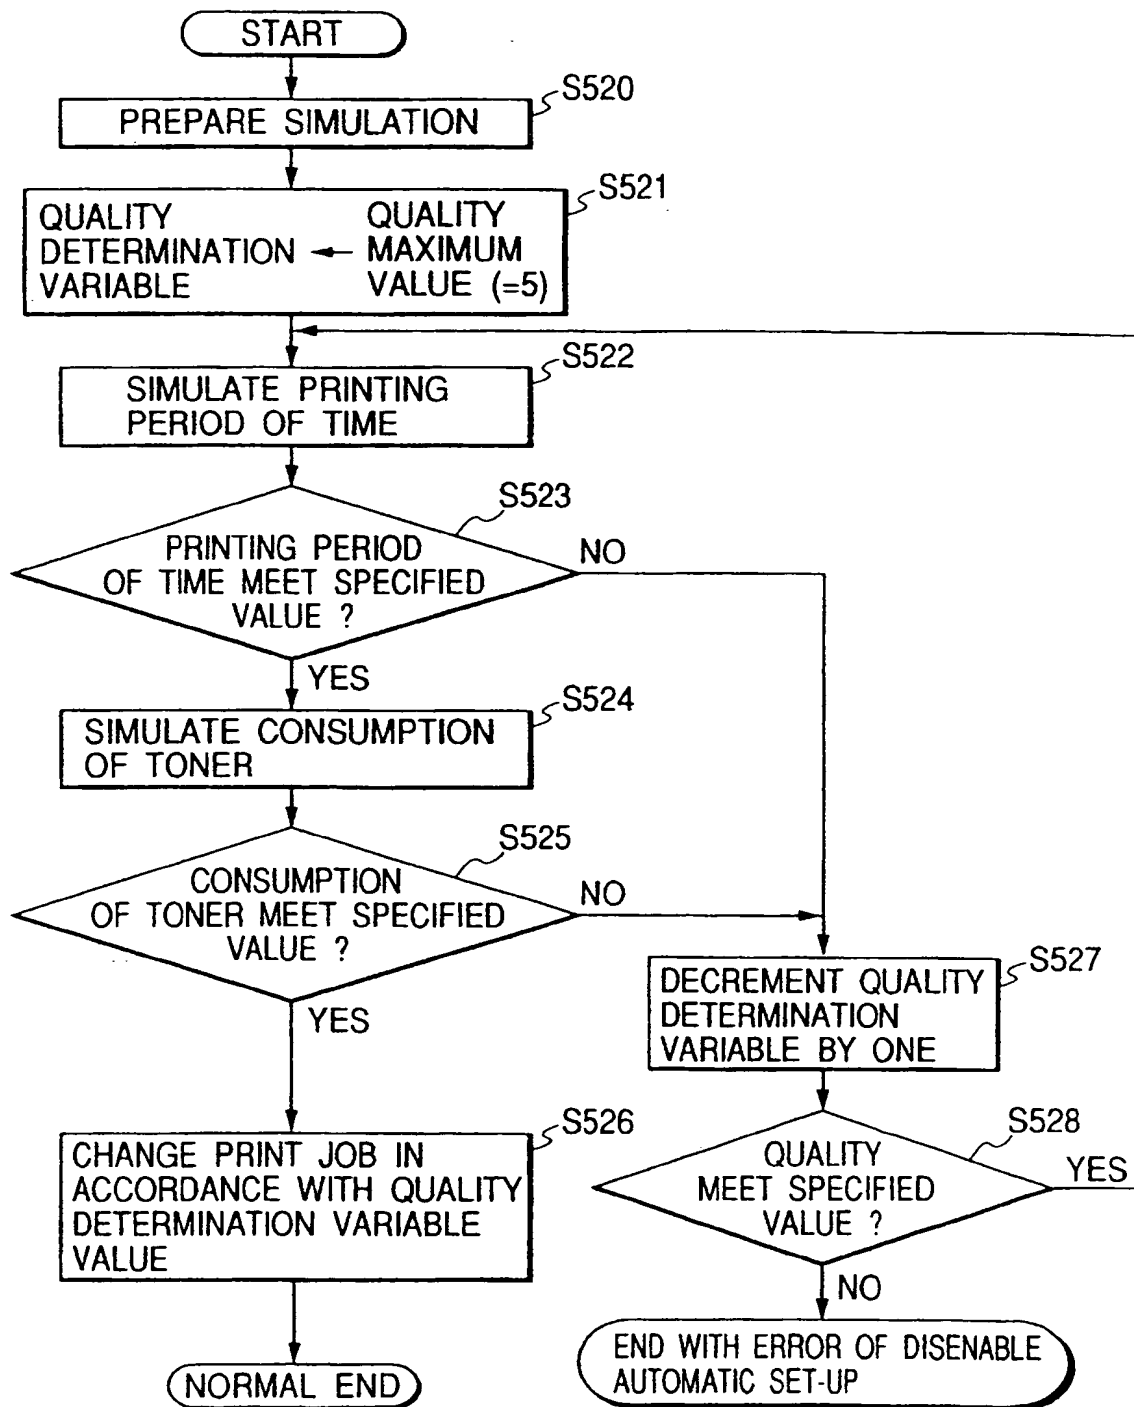 START
S520
PREPARE SIMULATION
S521
QUALITY
DETERMINATION
VARIABLE
QUALITY
MAXIMUM
VALUE (=5)
S522
SIMULATE PRINTING
PERIOD OF TIME
S523
PRINTING PERIOD
OF TIME MEET SPECIFIED
VALUE ?
NO
YES
S524
SIMULATE CONSUMPTION
OF TONER
S525
CONSUMPTION
OF TONER MEET SPECIFIED
VALUE ?
NO
YES
S527
DECREMENT QUALITY
DETERMINATION
VARIABLE BY ONE
S526
CHANGE PRINT JOB IN
ACCORDANCE WITH QUALITY
DETERMINATION VARIABLE
VALUE
S528
QUALITY
MEET SPECIFIED
VALUE ?
YES
NO
NORMAL END
END WITH ERROR OF DISENABLE
AUTOMATIC SET-UP